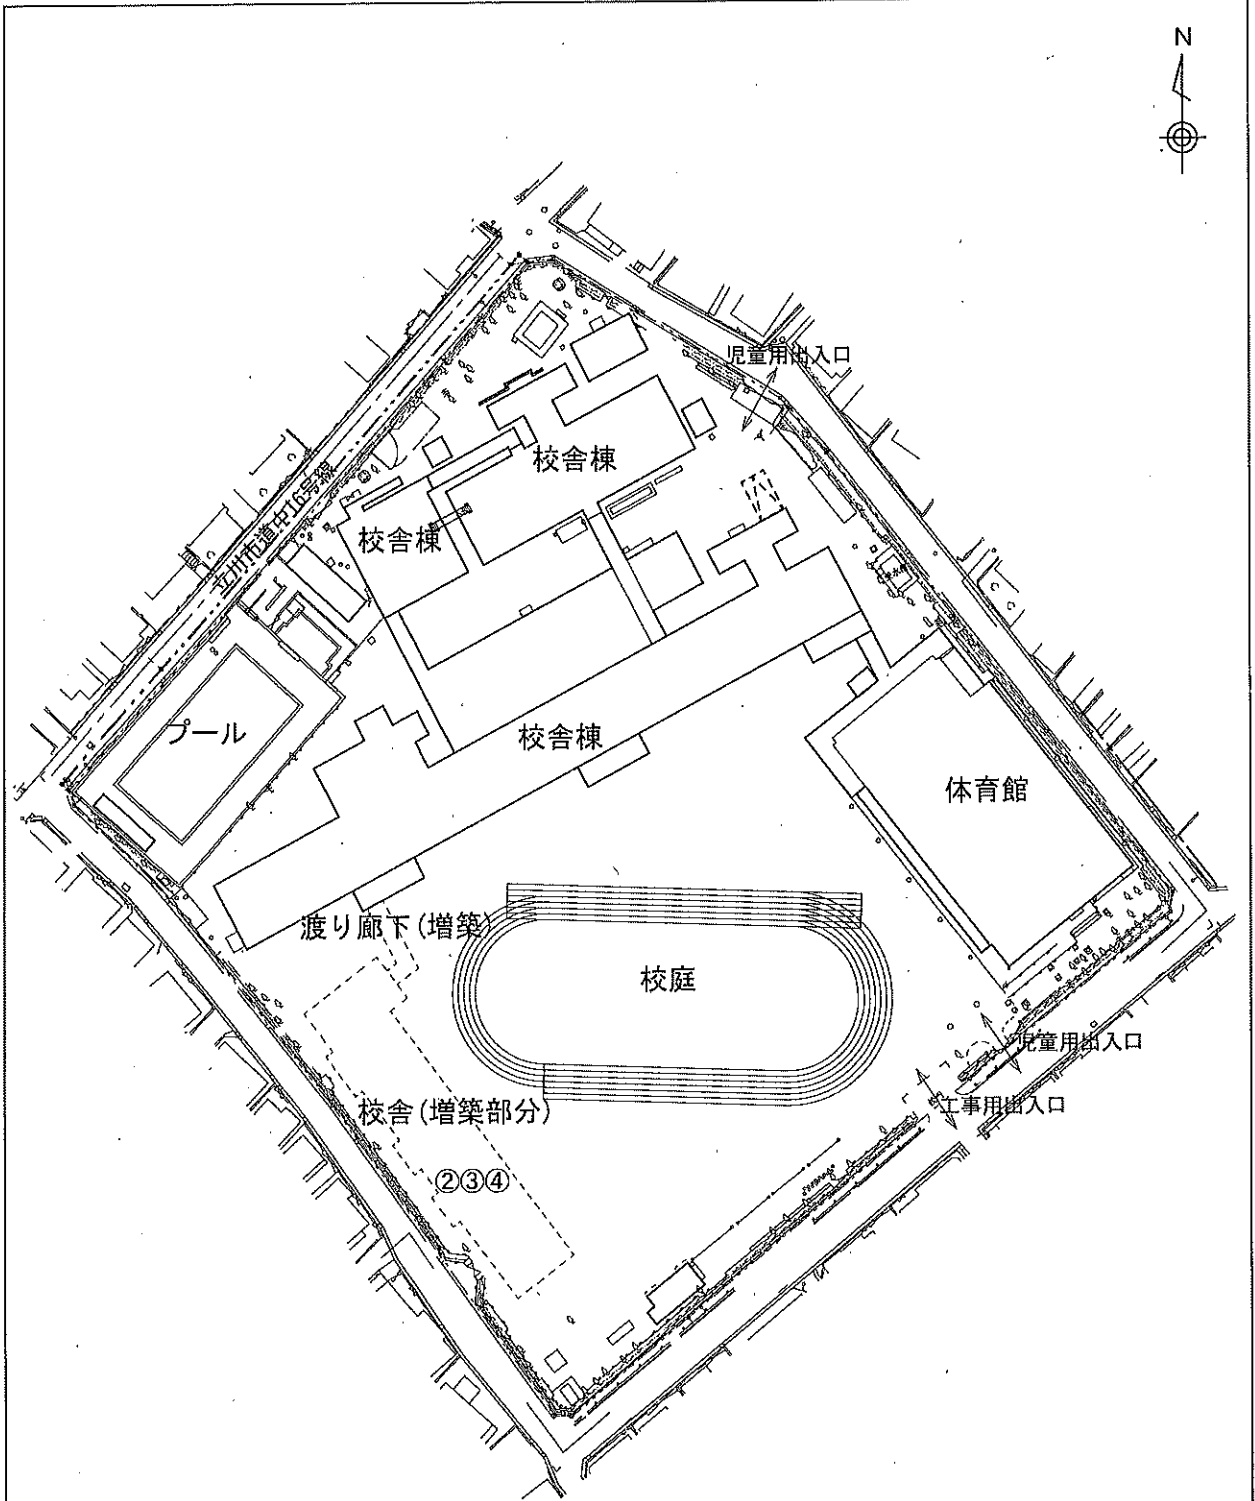 N
児童用出入口
校舎棟
立川市道中16号線
校舎棟
プール
校舎棟
体育館
渡り廊下(増築)
校庭
児童用出入口
工事用出入口
校舎(増築部分)
②③④